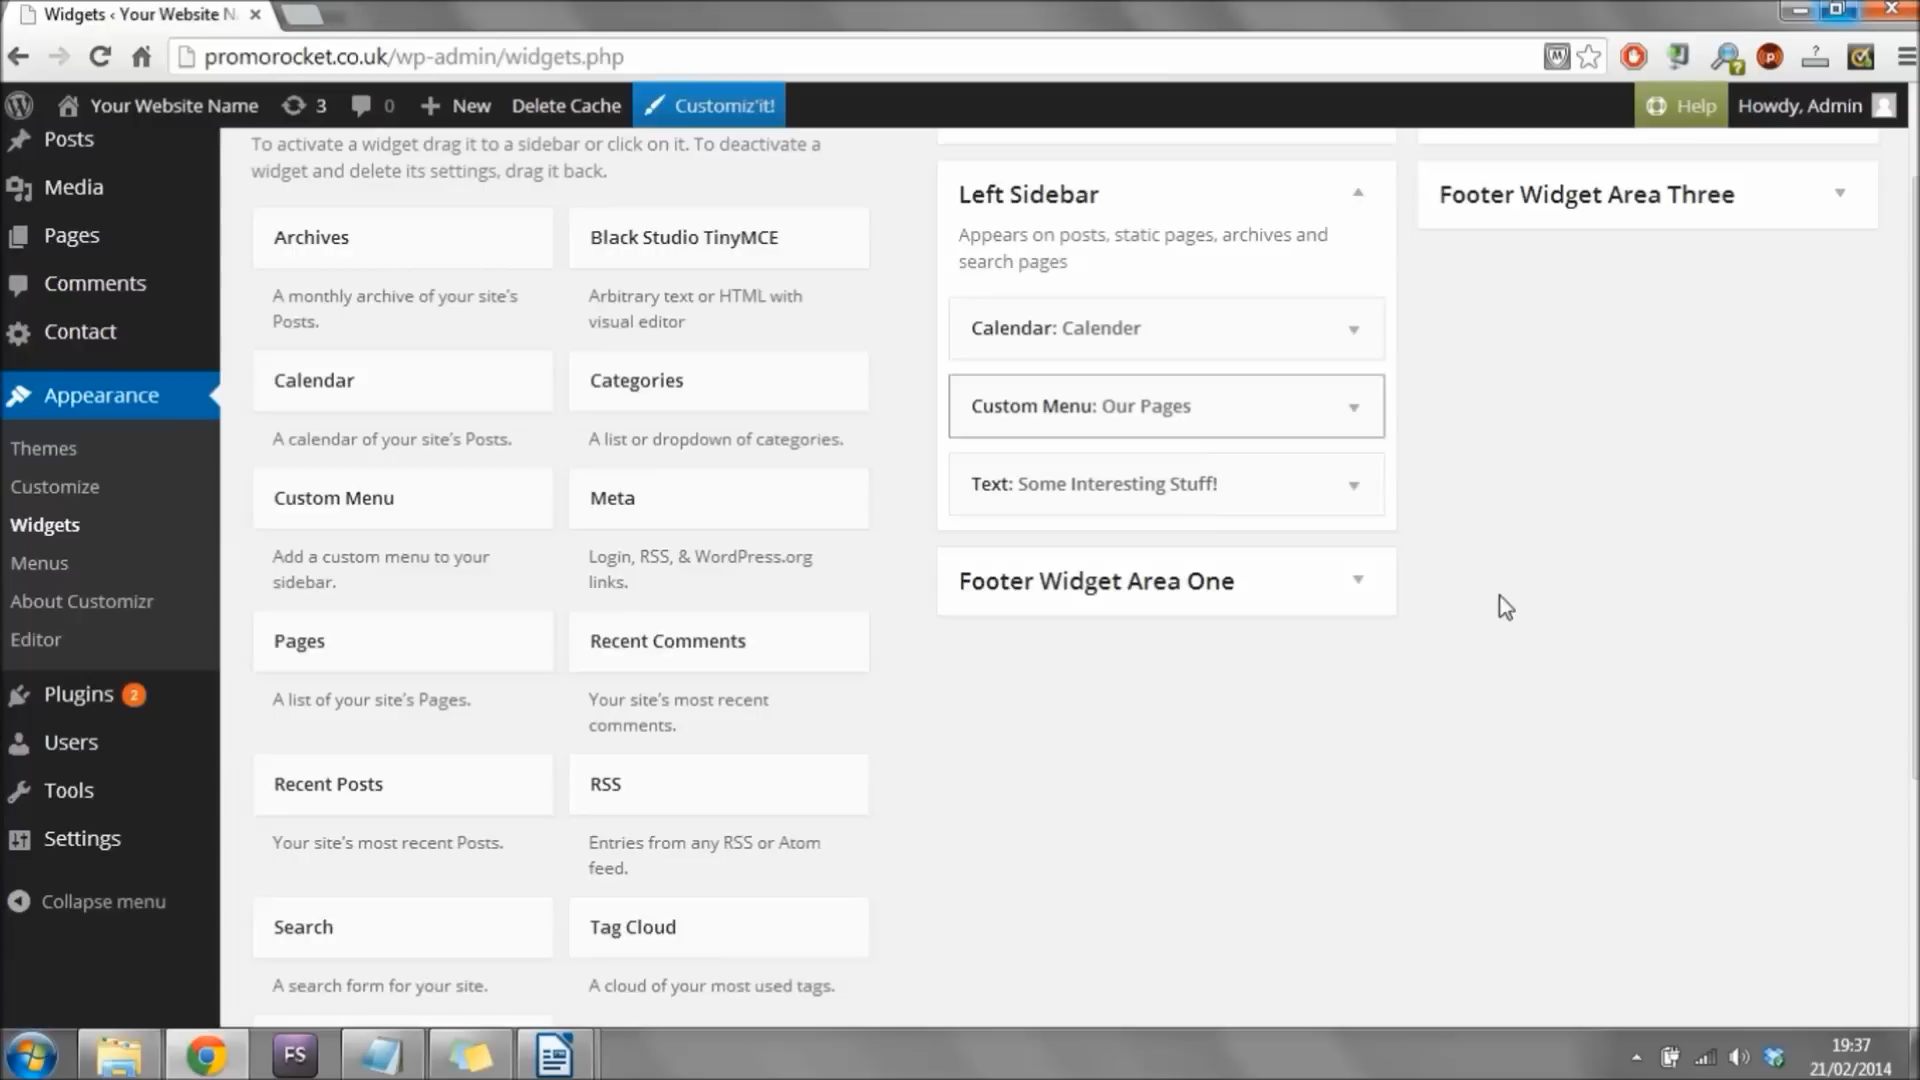 Widgets ‹ Your Website N
promorocket.co.uk/wp-admin/widgets.php
Your Website Name 3 0 New Delete Cache Customiz'it! Help Howdy, Admin
Posts
Media
Pages
Comments
Contact
Appearance
Themes
Customize
Widgets
Menus
About Customizr
Editor
Plugins 2
Users
Tools
Settings
Collapse menu
To activate a widget drag it to a sidebar or click on it. To deactivate a
widget and delete its settings, drag it back.
Archives
A monthly archive of your site's
Posts.
Black Studio TinyMCE
Arbitrary text or HTML with
visual editor
Calendar
A calendar of your site's Posts.
Categories
A list or dropdown of categories.
Custom Menu
Add a custom menu to your
sidebar.
Meta
Login, RSS, & WordPress.org
links.
Pages
A list of your site's Pages.
Recent Comments
Your site's most recent
comments.
Recent Posts
Your site's most recent Posts.
RSS
Entries from any RSS or Atom
feed.
Search
A search form for your site.
Tag Cloud
A cloud of your most used tags.
Left Sidebar
Appears on posts, static pages, archives and
search pages
Calendar: Calender
Custom Menu: Our Pages
Text: Some Interesting Stuff!
Footer Widget Area One
Footer Widget Area Three
FS
19:37
21/02/2014